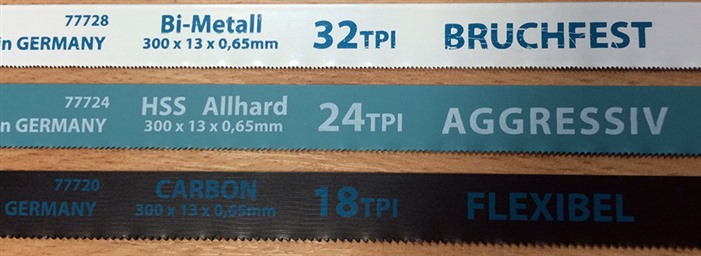 77728 Bi-Metall 32TPI BRUCHFEST
in GERMANY 300 x 13 x 0,65mm
77724 HSS Allhard 24TPI AGGRESSIV
in GERMANY 300 x 13 x 0,65mm
77720 CARBON 18TPI FLEXIBEL
GERMANY 300 x 13 x 0,65mm